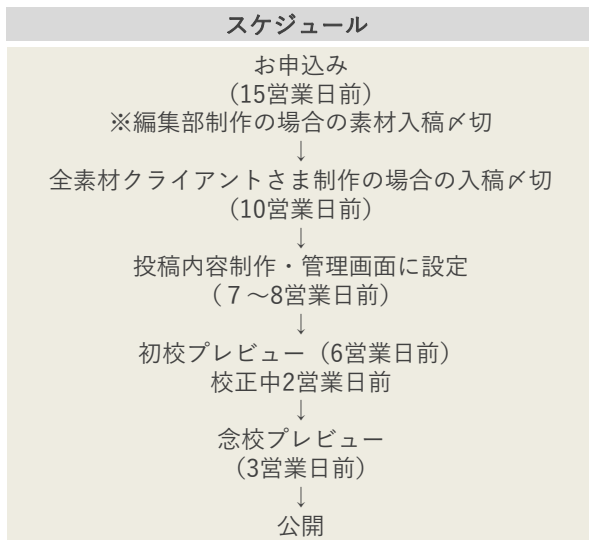 スケジュール
お申込み
（15営業日前）
※編集部制作の場合の素材入稿〆切
↓
全素材クライアントさま制作の場合の入稿〆切
（10営業日前）
↓
投稿内容制作・管理画面に設定
（７～8営業日前）
↓
初校プレビュー（6営業日前）
校正中2営業日前
↓
念校プレビュー
（3営業日前）
↓
公開